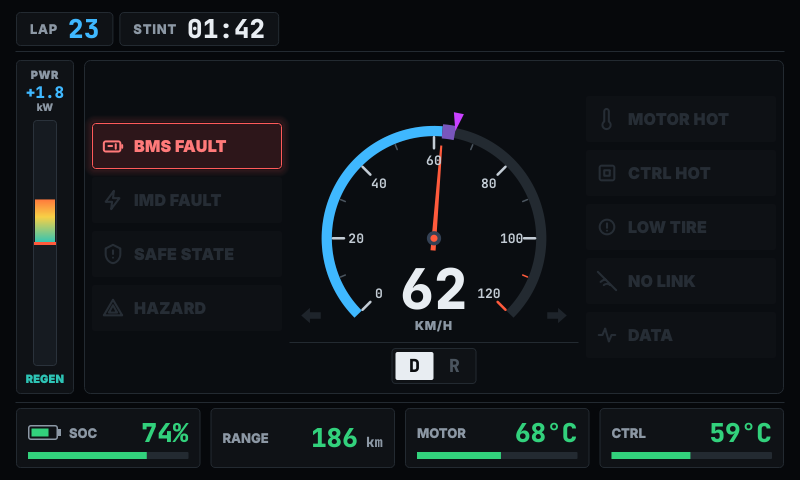 LAP 23
STINT 01:42
PWR
+1.8
kW
REGEN
BMS FAULT
IMD FAULT
SAFE STATE
HAZARD
0
20
40
60
80
100
120
62
KM/H
D R
MOTOR HOT
CTRL HOT
LOW TIRE
NO LINK
DATA
SOC 74%
RANGE 186 km
MOTOR 68°C
CTRL 59°C